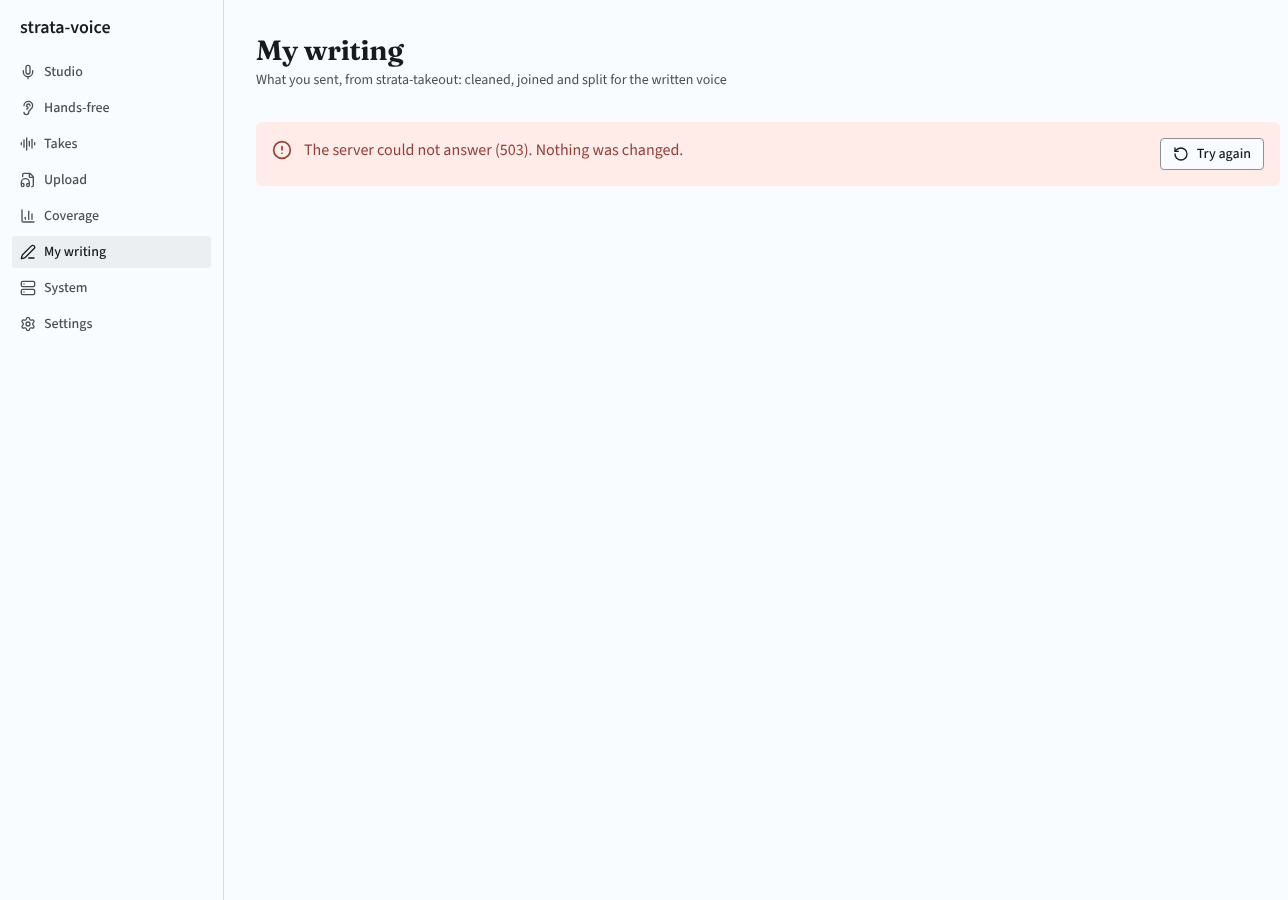 strata-voice
Studio
Hands-free
Takes
Upload
Coverage
My writing
System
Settings
My writing
What you sent, from strata-takeout: cleaned, joined and split for the written voice
The server could not answer (503). Nothing was changed.
Try again